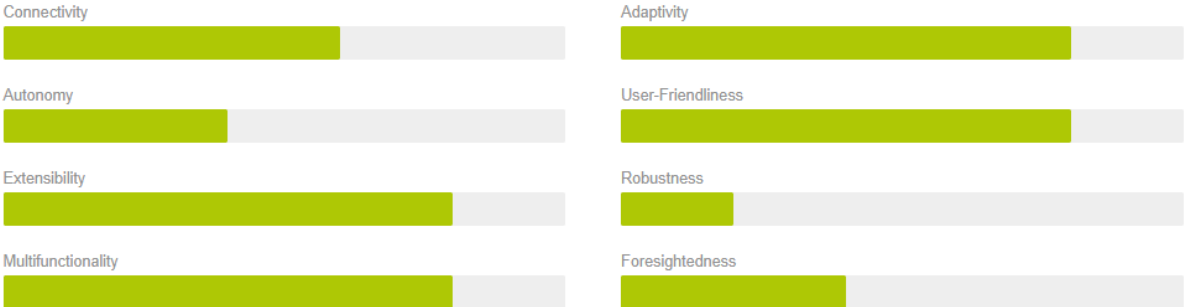 Connectivity
Adaptivity
Autonomy
User-Friendliness
Extensibility
Robustness
Multifunctionality
Foresightedness